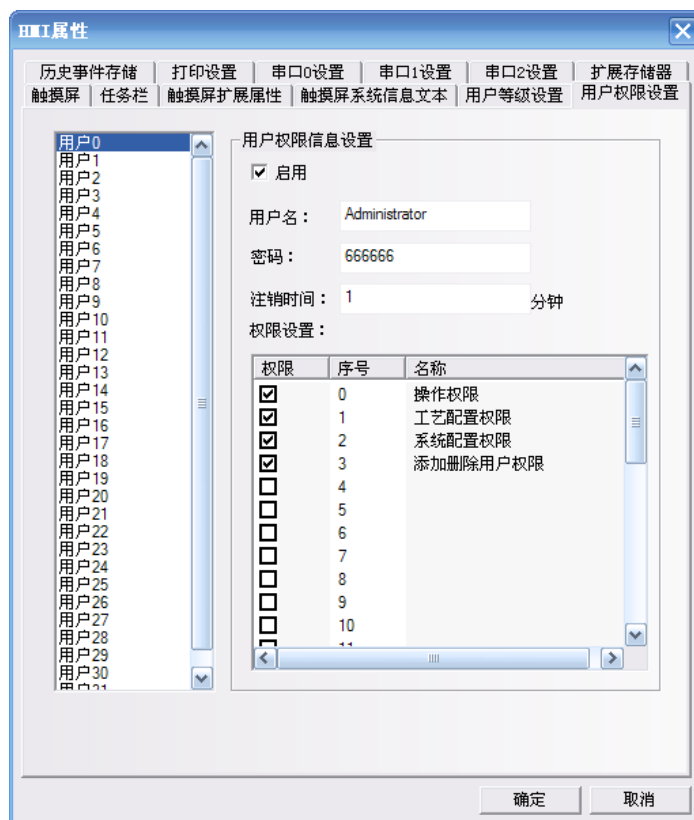 HMI属性
历史事件存储 打印设置 串口0设置 串口1设置 串口2设置 扩展存储器
触摸屏 任务栏 触摸屏扩展属性 触摸屏系统信息文本 用户等级设置 用户权限设置
用户0
用户1
用户2
用户3
用户4
用户5
用户6
用户7
用户8
用户9
用户10
用户11
用户12
用户13
用户14
用户15
用户16
用户17
用户18
用户19
用户20
用户21
用户22
用户23
用户24
用户25
用户26
用户27
用户28
用户29
用户30
用户31
用户权限信息设置
启用
用户名： Administrator
密码： 666666
注销时间： 1 分钟
权限设置：
权限 序号 名称
0 操作权限
1 工艺配置权限
2 系统配置权限
3 添加删除用户权限
4
5
6
7
8
9
10
11
确定 取消